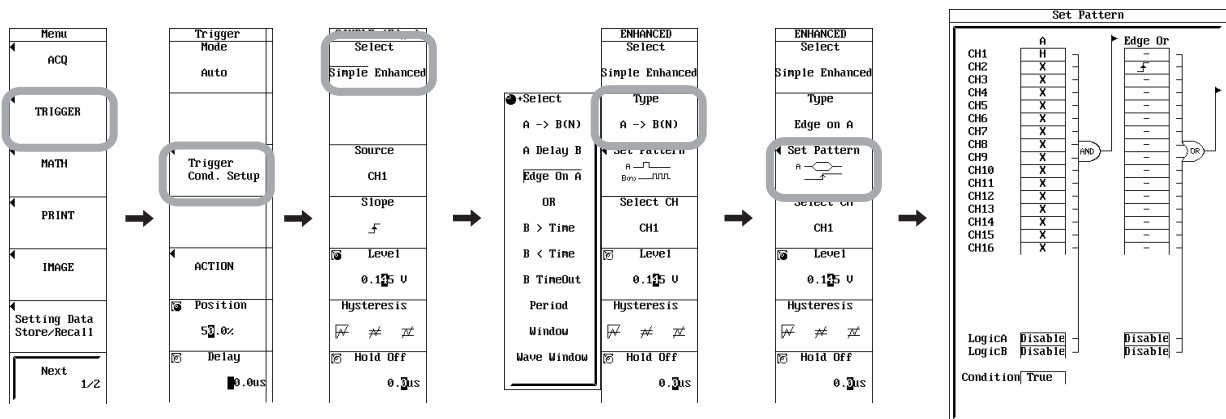 Menu
ACQ
TRIGGER
MATH
PRINT
IMAGE
Setting Data
Store/Recall
Next
1/2
Trigger
Mode
Auto
Trigger
Cond. Setup
ACTION
Position
50.0%
Delay
0.0us
Select
Simple Enhanced
Source
CH1
Slope
Level
0.145 V
Hysteresis
Hold Off
0.0us
+Select
A -> B(N)
A Delay B
Edge On A
OR
B > Time
B < Time
B TimeOut
Period
Window
Wave Window
ENHANCED
Select
Simple Enhanced
Type
A -> B(N)
Set Pattern
A
B(N)
Select CH
CH1
Level
0.145 V
Hysteresis
Hold Off
0.0us
ENHANCED
Select
Simple Enhanced
Type
Edge on A
Set Pattern
A
Select CH
CH1
Level
0.145 V
Hysteresis
Hold Off
0.0us
Set Pattern
A Edge Or
CH1 H -
CH2 X
CH3 X -
CH4 X -
CH5 X -
CH6 X -
CH7 X -
CH8 X -
CH9 X -
CH10 X -
CH11 X -
CH12 X -
CH13 X -
CH14 X -
CH15 X -
CH16 X -
AND
OR
LogicA Disable Disable
LogicB Disable Disable
Condition True